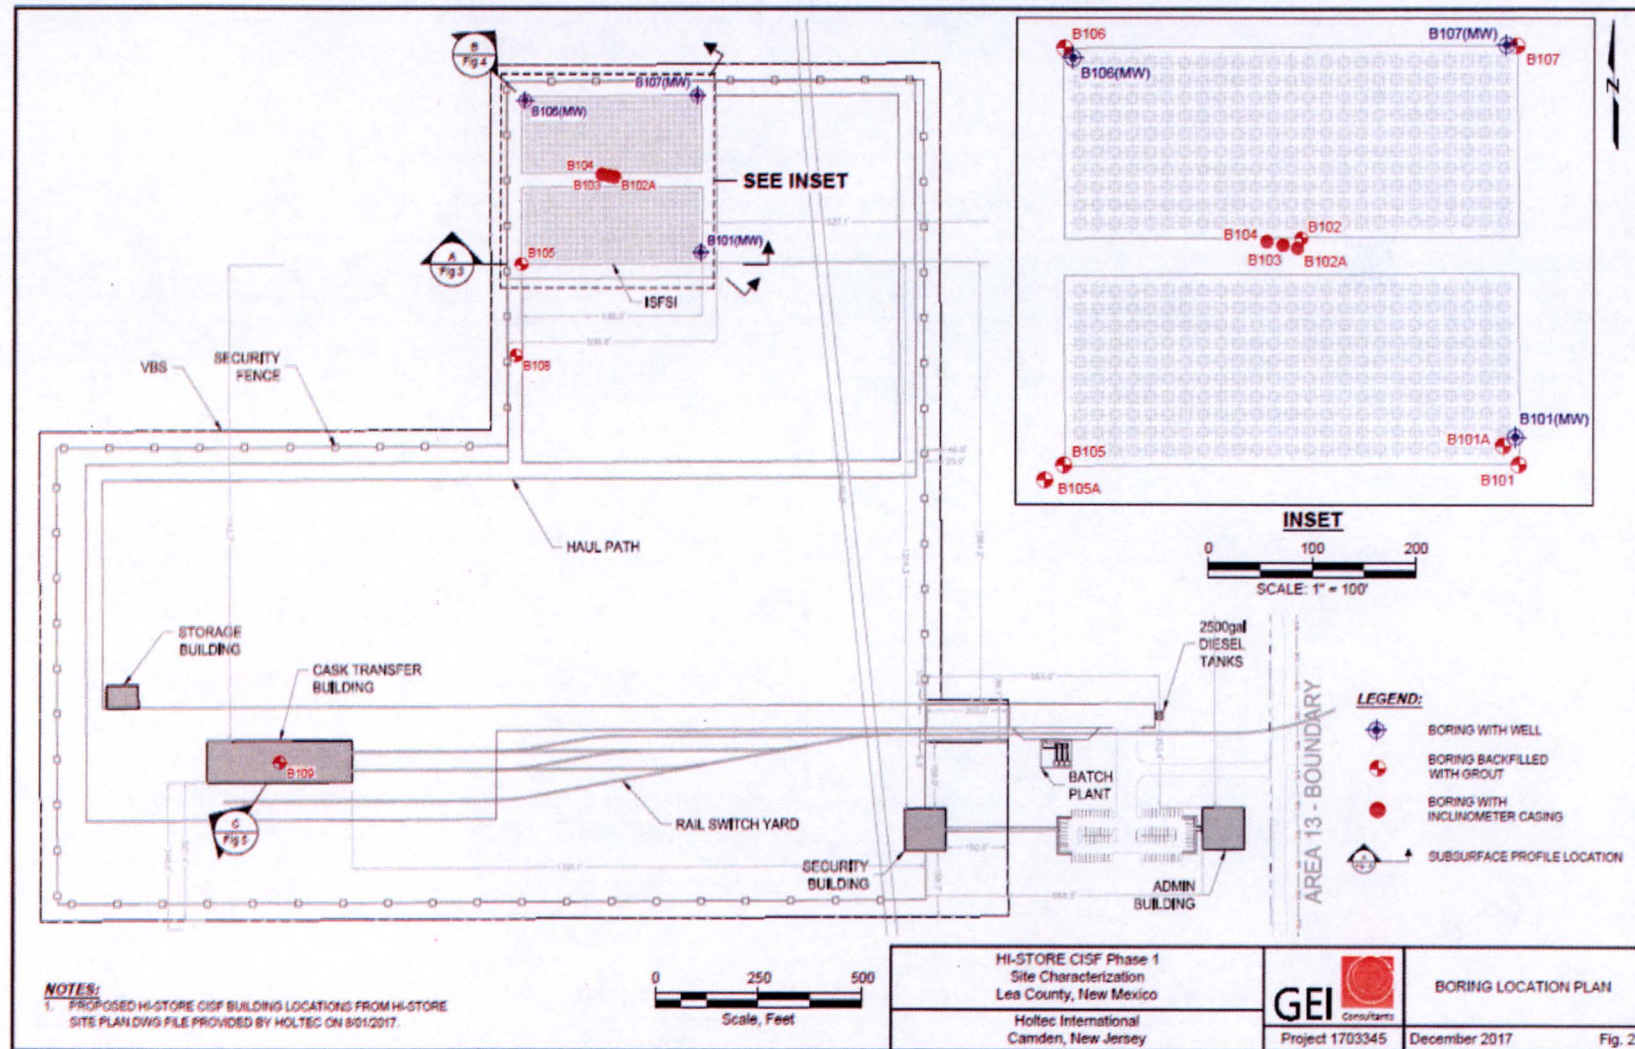 B
Fig 4
B106(MW)
B107(MW)
B104
B103
B102A
SEE INSET
B101(MW)
A
Fig 3
B105
ISFSI
B108
VBS
SECURITY
FENCE
HAUL PATH
STORAGE
BUILDING
CASK TRANSFER
BUILDING
B109
C
Fig 5
RAIL SWITCH YARD
SECURITY
BUILDING
BATCH
PLANT
2500gal
DIESEL
TANKS
ADMIN
BUILDING
AREA 13 - BOUNDARY
B106
B106(MW)
B107(MW)
B107
N
B104
B103
B102
B102A
B101(MW)
B101A
B101
B105
B105A
INSET
0 100 200
SCALE: 1" = 100'
LEGEND:
BORING WITH WELL
BORING BACKFILLED
WITH GROUT
BORING WITH
INCLINOMETER CASING
SUBSURFACE PROFILE LOCATION
NOTES:
1. PROPOSED HI-STORE CISF BUILDING LOCATIONS FROM HI-STORE
SITE PLAN.DWG FILE PROVIDED BY HOLTEC ON 8/01/2017.
0 250 500
Scale, Feet
HI-STORE CISF Phase 1
Site Characterization
Lea County, New Mexico
Holtec International
Camden, New Jersey
GEI Consultants
Project 1703345
BORING LOCATION PLAN
December 2017 Fig. 2